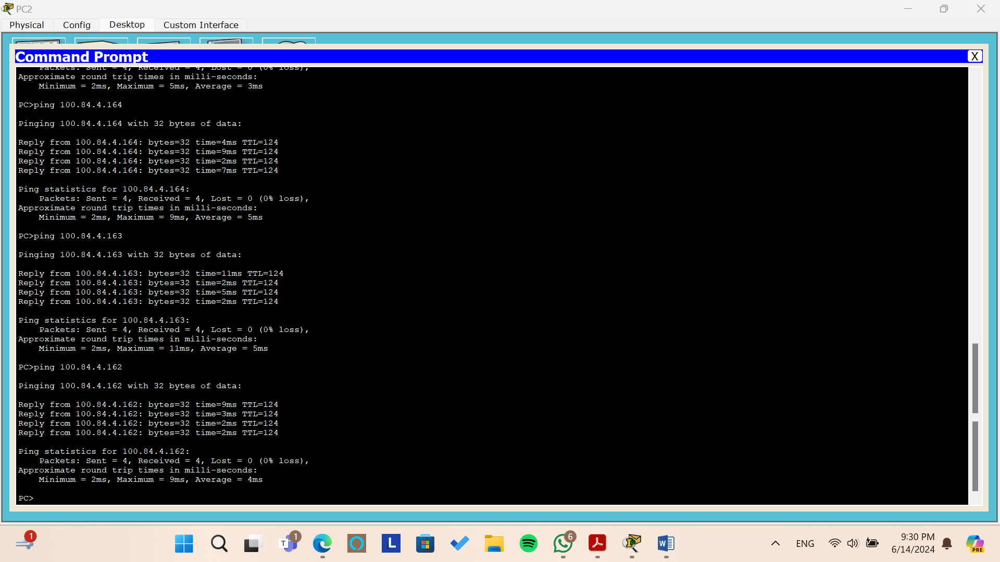 PC2
Physical Config Desktop Custom Interface
Command Prompt X
Packets: Sent = 4, Received = 4, Lost = 0 (0% loss),
Approximate round trip times in milli-seconds:
Minimum = 2ms, Maximum = 5ms, Average = 3ms
PC>ping 100.84.4.164
Pinging 100.84.4.164 with 32 bytes of data:
Reply from 100.84.4.164: bytes=32 time=4ms TTL=124
Reply from 100.84.4.164: bytes=32 time=9ms TTL=124
Reply from 100.84.4.164: bytes=32 time=2ms TTL=124
Reply from 100.84.4.164: bytes=32 time=7ms TTL=124
Ping statistics for 100.84.4.164:
Packets: Sent = 4, Received = 4, Lost = 0 (0% loss),
Approximate round trip times in milli-seconds:
Minimum = 2ms, Maximum = 9ms, Average = 5ms
PC>ping 100.84.4.163
Pinging 100.84.4.163 with 32 bytes of data:
Reply from 100.84.4.163: bytes=32 time=11ms TTL=124
Reply from 100.84.4.163: bytes=32 time=2ms TTL=124
Reply from 100.84.4.163: bytes=32 time=5ms TTL=124
Reply from 100.84.4.163: bytes=32 time=2ms TTL=124
Ping statistics for 100.84.4.163:
Packets: Sent = 4, Received = 4, Lost = 0 (0% loss),
Approximate round trip times in milli-seconds:
Minimum = 2ms, Maximum = 11ms, Average = 5ms
PC>ping 100.84.4.162
Pinging 100.84.4.162 with 32 bytes of data:
Reply from 100.84.4.162: bytes=32 time=9ms TTL=124
Reply from 100.84.4.162: bytes=32 time=3ms TTL=124
Reply from 100.84.4.162: bytes=32 time=2ms TTL=124
Reply from 100.84.4.162: bytes=32 time=2ms TTL=124
Ping statistics for 100.84.4.162:
Packets: Sent = 4, Received = 4, Lost = 0 (0% loss),
Approximate round trip times in milli-seconds:
Minimum = 2ms, Maximum = 9ms, Average = 4ms
PC>
1 T 1 L 6 W ENG 9:30 PM PRE
6/14/2024